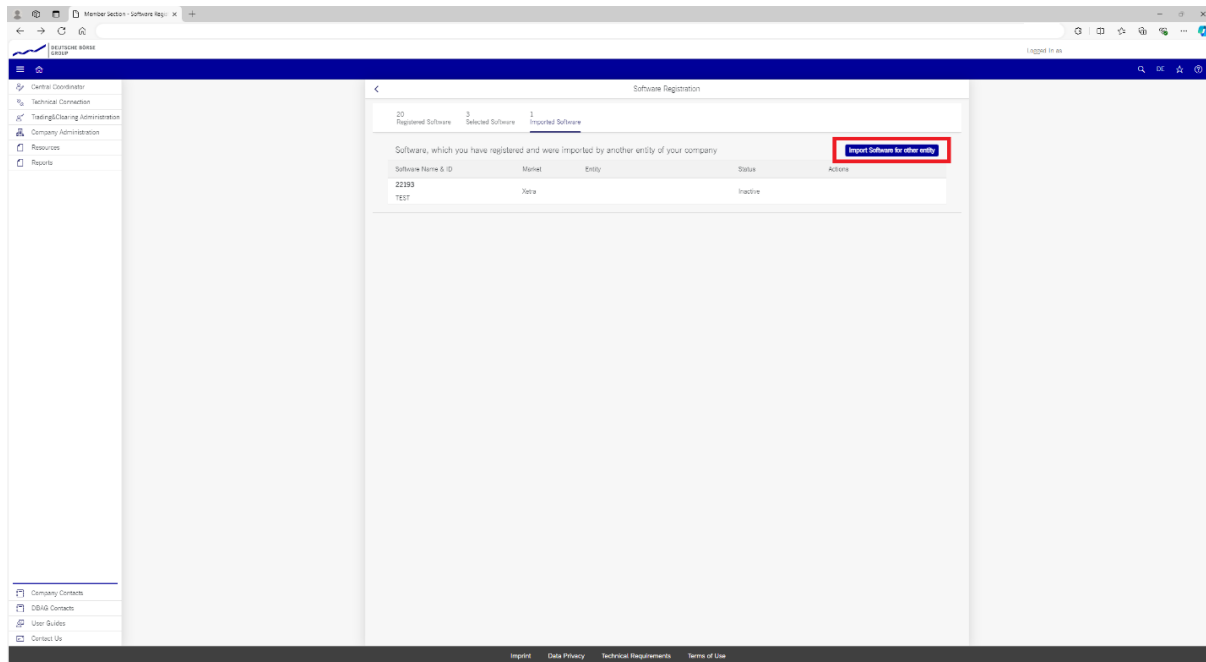 Member Section - Software Regis
DEUTSCHE BÖRSE
GROUP
Logged in as
DE
Central Coordinator
Technical Connection
Trading&Clearing Administration
Company Administration
Resources
Reports
Software Registration
20
Registered Software
3
Selected Software
1
Imported Software
Software, which you have registered and were imported by another entity of your company
Import Software for other entity
Software Name & ID Market Entity Status Actions
22193
TEST
Xetra Inactive
Company Contacts
DBAG Contacts
User Guides
Contact Us
Imprint Data Privacy Technical Requirements Terms of Use